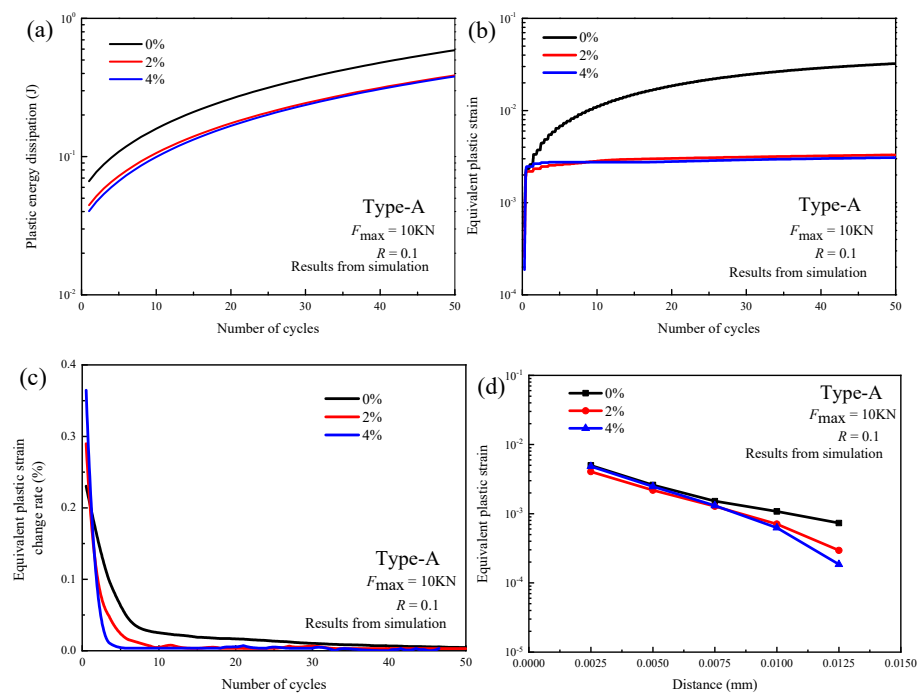 (a)
10⁰
10⁻¹
10⁻²
Plastic energy dissipation (J)
0%
2%
4%
Type-A
Fmax = 10KN
R = 0.1
Results from simulation
0 10 20 30 40 50
Number of cycles
(b)
10⁻¹
10⁻²
10⁻³
10⁻⁴
Equivalent plastic strain
0%
2%
4%
Type-A
Fmax = 10KN
R = 0.1
Results from simulation
0 10 20 30 40 50
Number of cycles
(c)
0.4
0.3
0.2
0.1
0.0
Equivalent plastic strain
change rate (%)
0%
2%
4%
Type-A
Fmax = 10KN
R = 0.1
Results from simulation
0 10 20 30 40 50
Number of cycles
(d)
10⁻¹
10⁻²
10⁻³
10⁻⁴
10⁻⁵
Equivalent plastic strain
0%
2%
4%
Type-A
Fmax = 10KN
R = 0.1
Results from simulation
0.0000 0.0025 0.0050 0.0075 0.0100 0.0125 0.0150
Distance (mm)